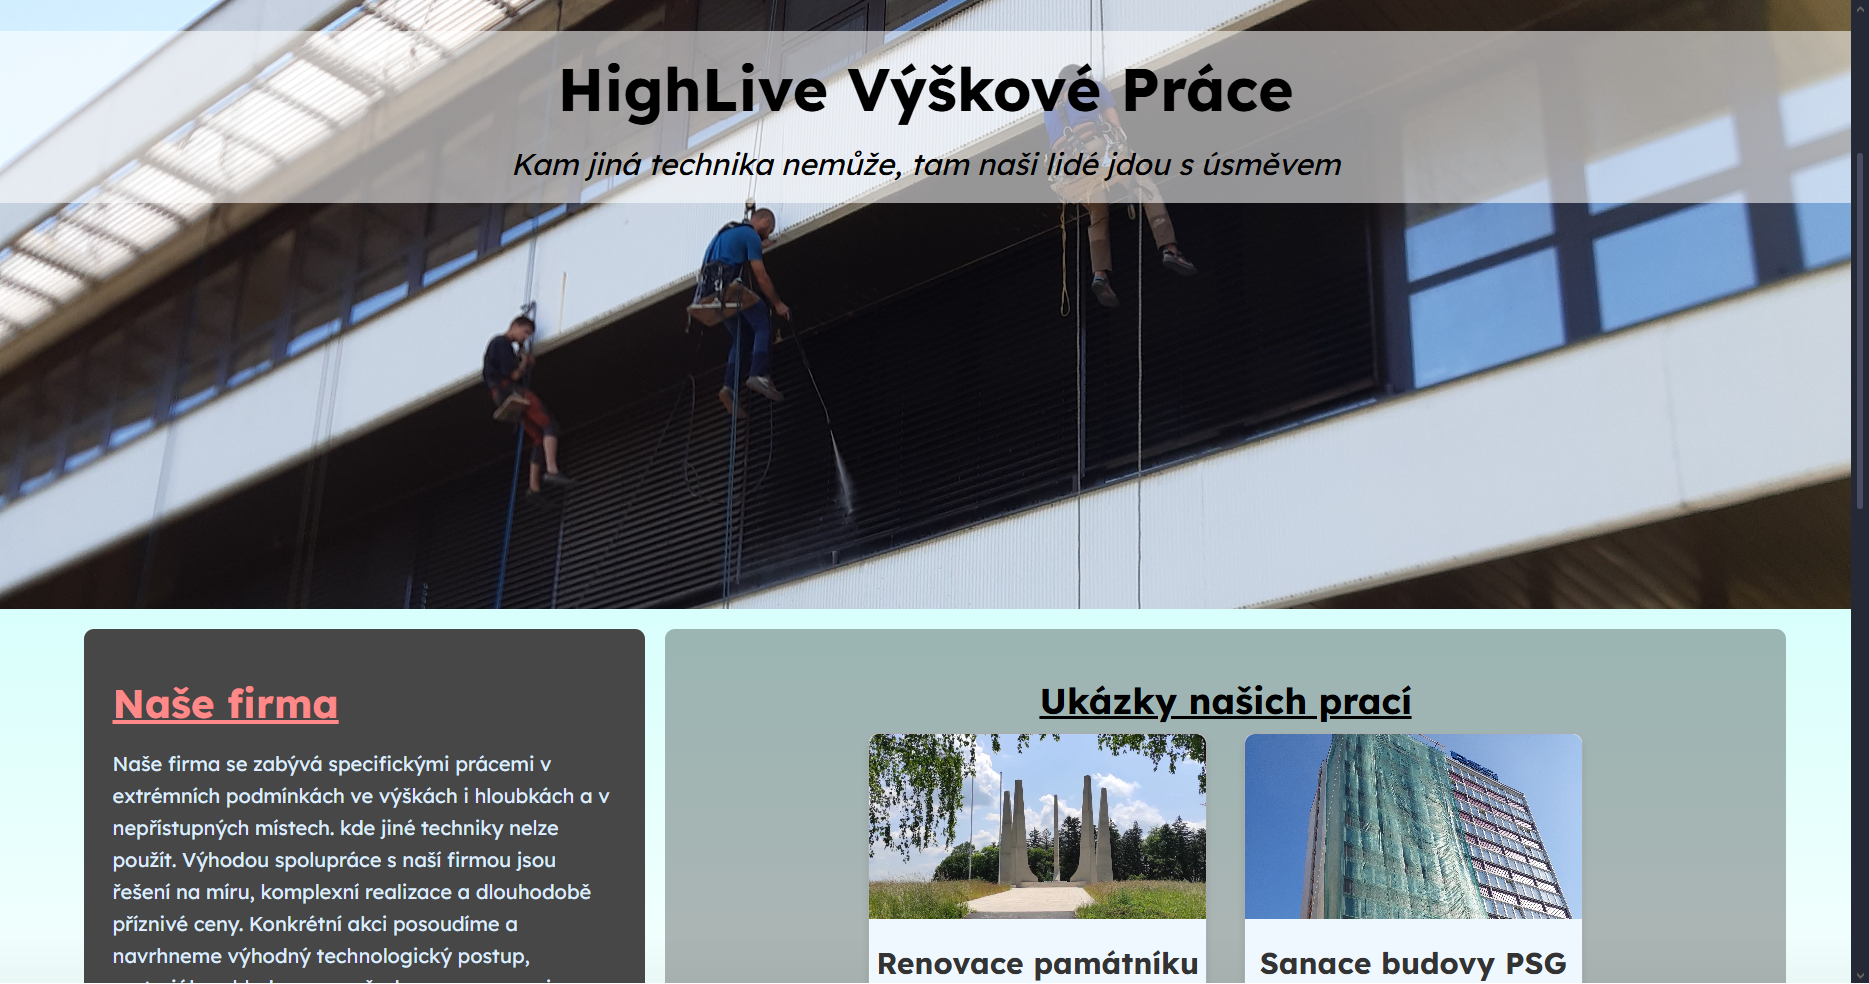 HighLive Výškové Práce
Kam jiná technika nemůže, tam naši lidé jdou s úsměvem
Naše firma
Naše firma se zabývá specifickými prácemi v
extrémních podmínkách ve výškách i hloubkách a v
nepřístupných místech. kde jiné techniky nelze
použít. Výhodou spolupráce s naší firmou jsou
řešení na míru, komplexní realizace a dlouhodobě
příznivé ceny. Konkrétní akci posoudíme a
navrhneme výhodný technologický postup,
Ukázky našich prací
Renovace památníku
Sanace budovy PSG